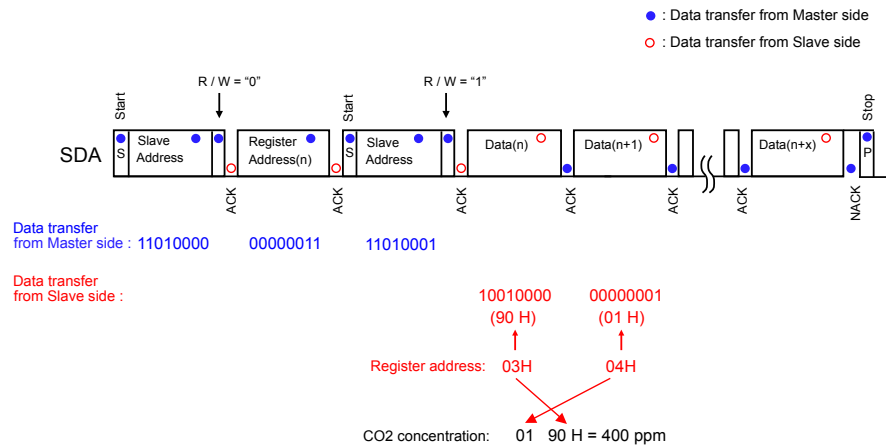 : Data transfer from Master side
: Data transfer from Slave side
R / W = “0”
R / W = “1”
Start
Start
Stop
SDA
S
Slave
Address
Register
Address(n)
S
Slave
Address
Data(n)
Data(n+1)
Data(n+x)
P
ACK
ACK
ACK
ACK
ACK
ACK
NACK
Data transfer
from Master side : 11010000 00000011 11010001
Data transfer
from Slave side :
10010000 00000001
(90 H) (01 H)
Register address: 03H 04H
CO2 concentration: 01 90 H = 400 ppm